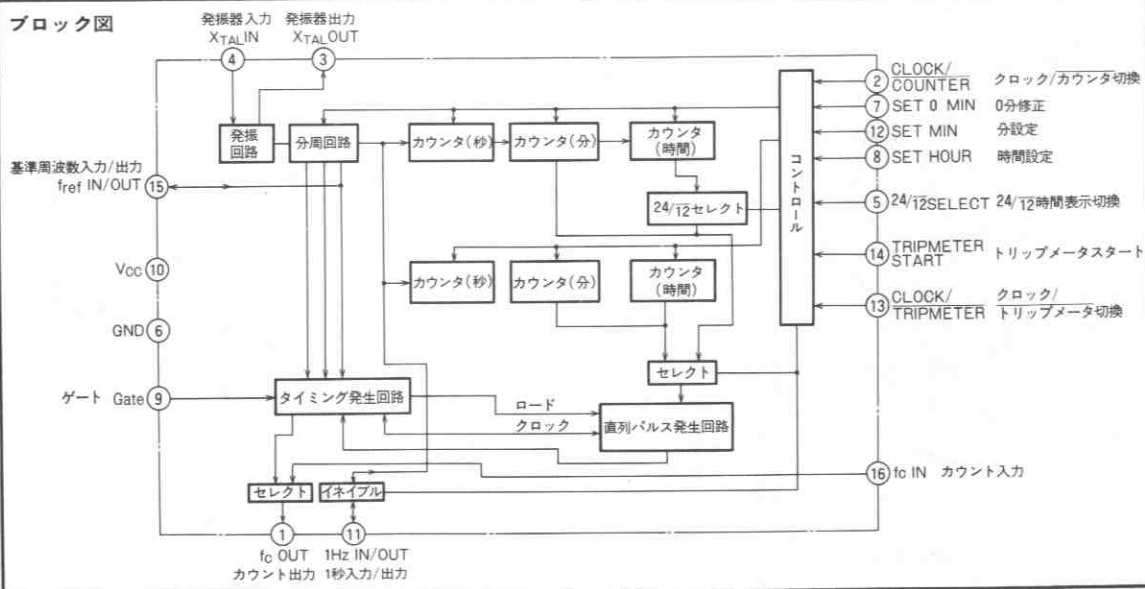 ブロック図
発振器入力
XTALIN
④
発振器出力
XTALOUT
③
② CLOCK/COUNTER クロック/カウンタ切換
⑦ SET 0 MIN 0分修正
⑫ SET MIN 分設定
⑧ SET HOUR 時間設定
⑤ 24/12SELECT 24/12時間表示切換
⑭ TRIPMETER START トリップメータスタート
⑬ CLOCK/TRIPMETER クロック/トリップメータ切換
コントロール
発振
回路
分周回路
カウンタ(秒)
カウンタ(分)
カウンタ
(時間)
基準周波数入力/出力
fref IN/OUT ⑮
24/12セレクト
VCC ⑩
カウンタ(秒)
カウンタ(分)
カウンタ
(時間)
GND ⑥
セレクト
ゲート Gate ⑨
タイミング発生回路
ロード
クロック
直列パルス発生回路
⑯ fc IN カウント入力
セレクト
イネイブル
①
fc OUT
カウント出力
⑪
1Hz IN/OUT
1秒入力/出力